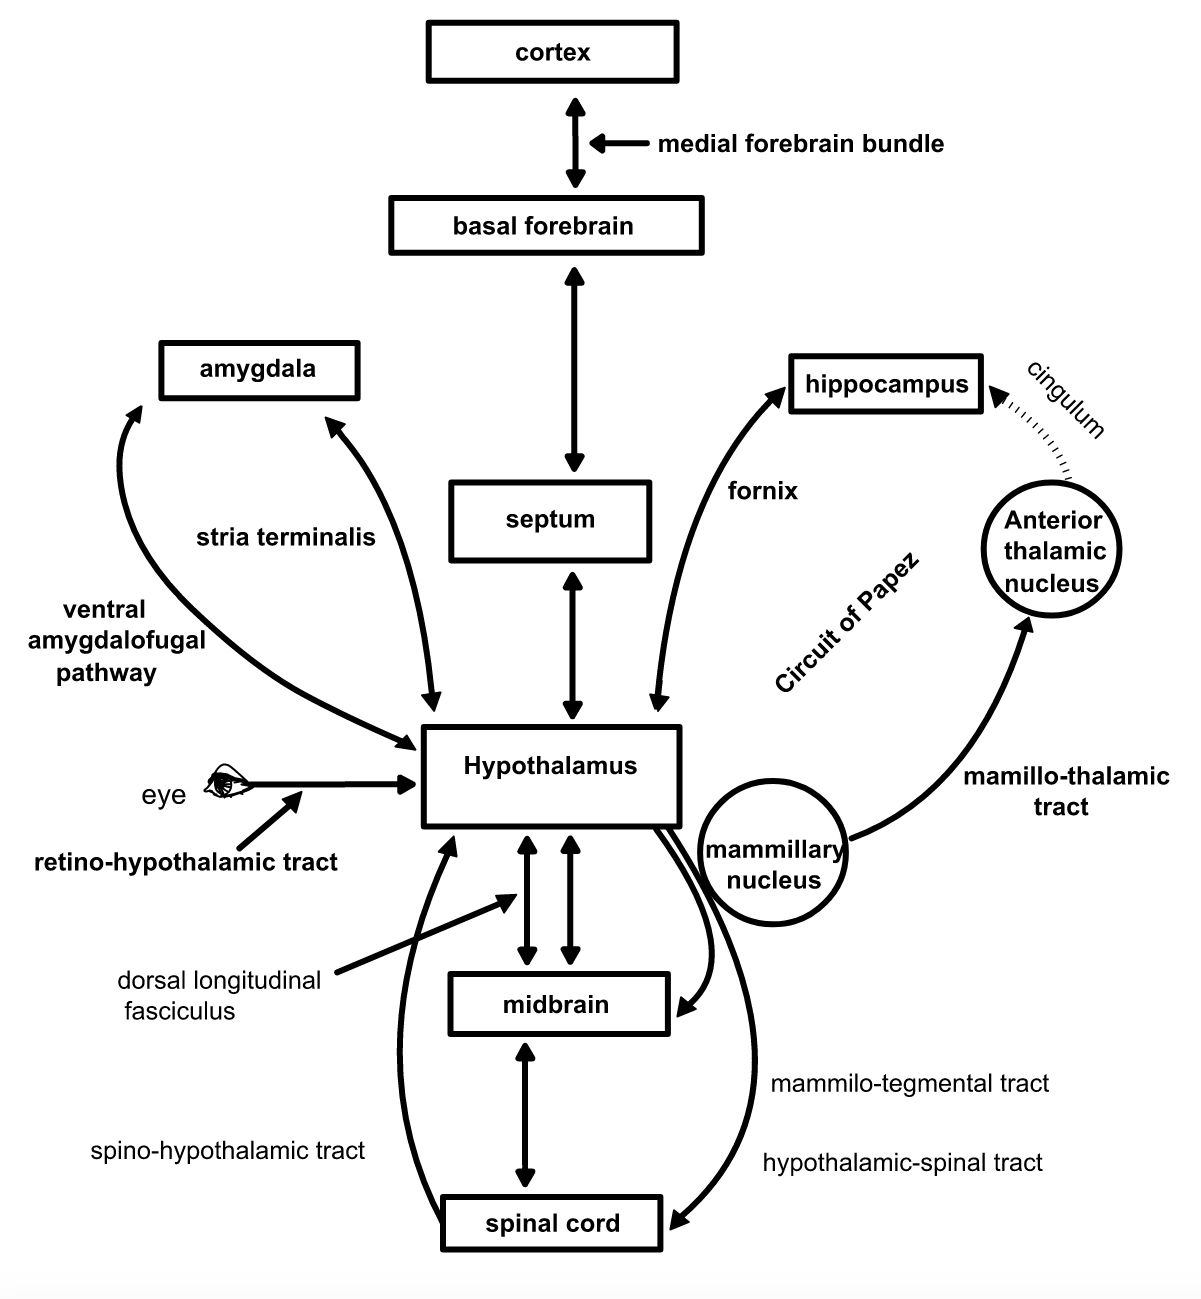 cortex
medial forebrain bundle
basal forebrain
amygdala
hippocampus
cingulum
fornix
septum
stria terminalis
Anterior
thalamic
nucleus
Circuit of Papez
ventral
amygdalofugal
pathway
Hypothalamus
eye
mamillo-thalamic
tract
retino-hypothalamic tract
mammillary
nucleus
dorsal longitudinal
fasciculus
midbrain
mammilo-tegmental tract
spino-hypothalamic tract
hypothalamic-spinal tract
spinal cord